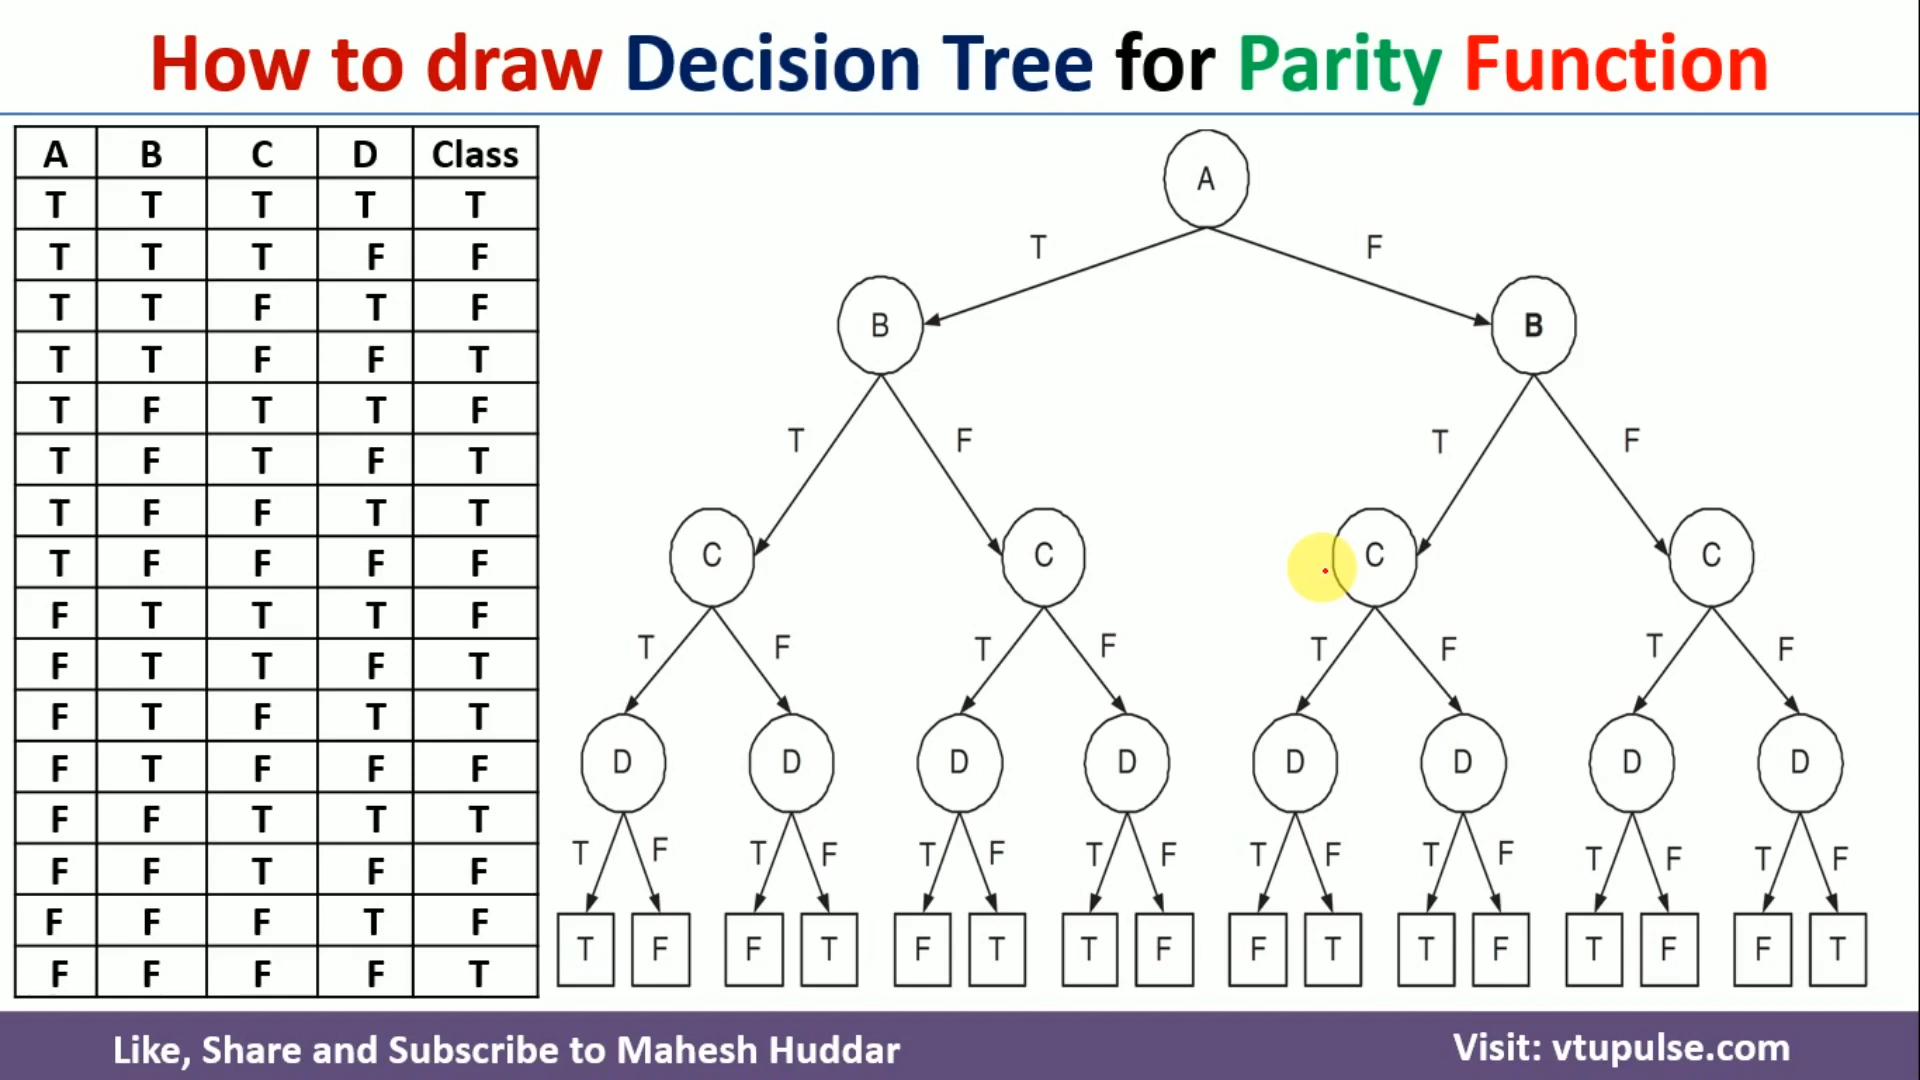 How to draw Decision Tree for Parity Function
A B C D Class
T T T T T
T T T F F
T T F T F
T T F F T
T F T T F
T F T F T
T F F T T
T F F F F
F T T T F
F T T F T
F T F T T
F T F F F
F F T T T
F F T F F
F F F T F
F F F F T
A
T F
B B
T F T F
C C C C
T F T F T F T F
D D D D D D D D
T F T F T F T F T F T F T F T F
T F F T F T T F F T T F T F F T
Like, Share and Subscribe to Mahesh Huddar
Visit: vtupulse.com